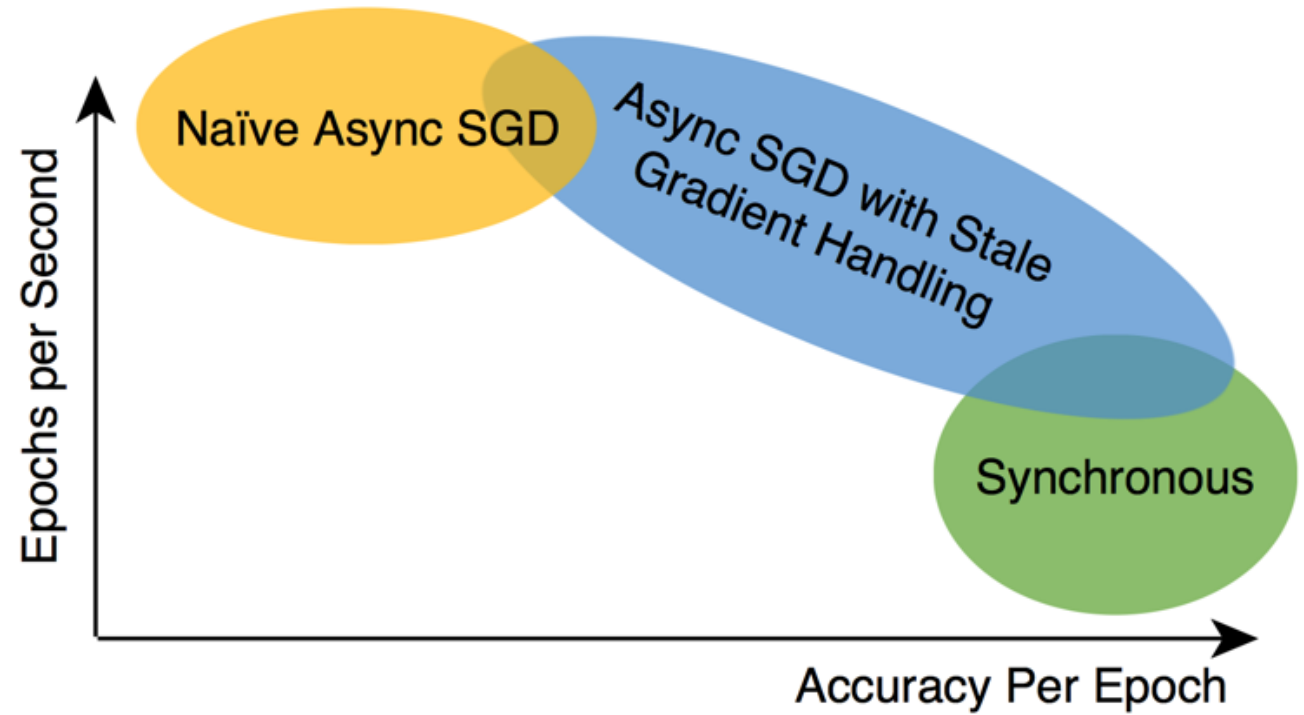 Naïve Async SGD
Async SGD with Stale
Gradient Handling
Synchronous
Epochs per Second
Accuracy Per Epoch